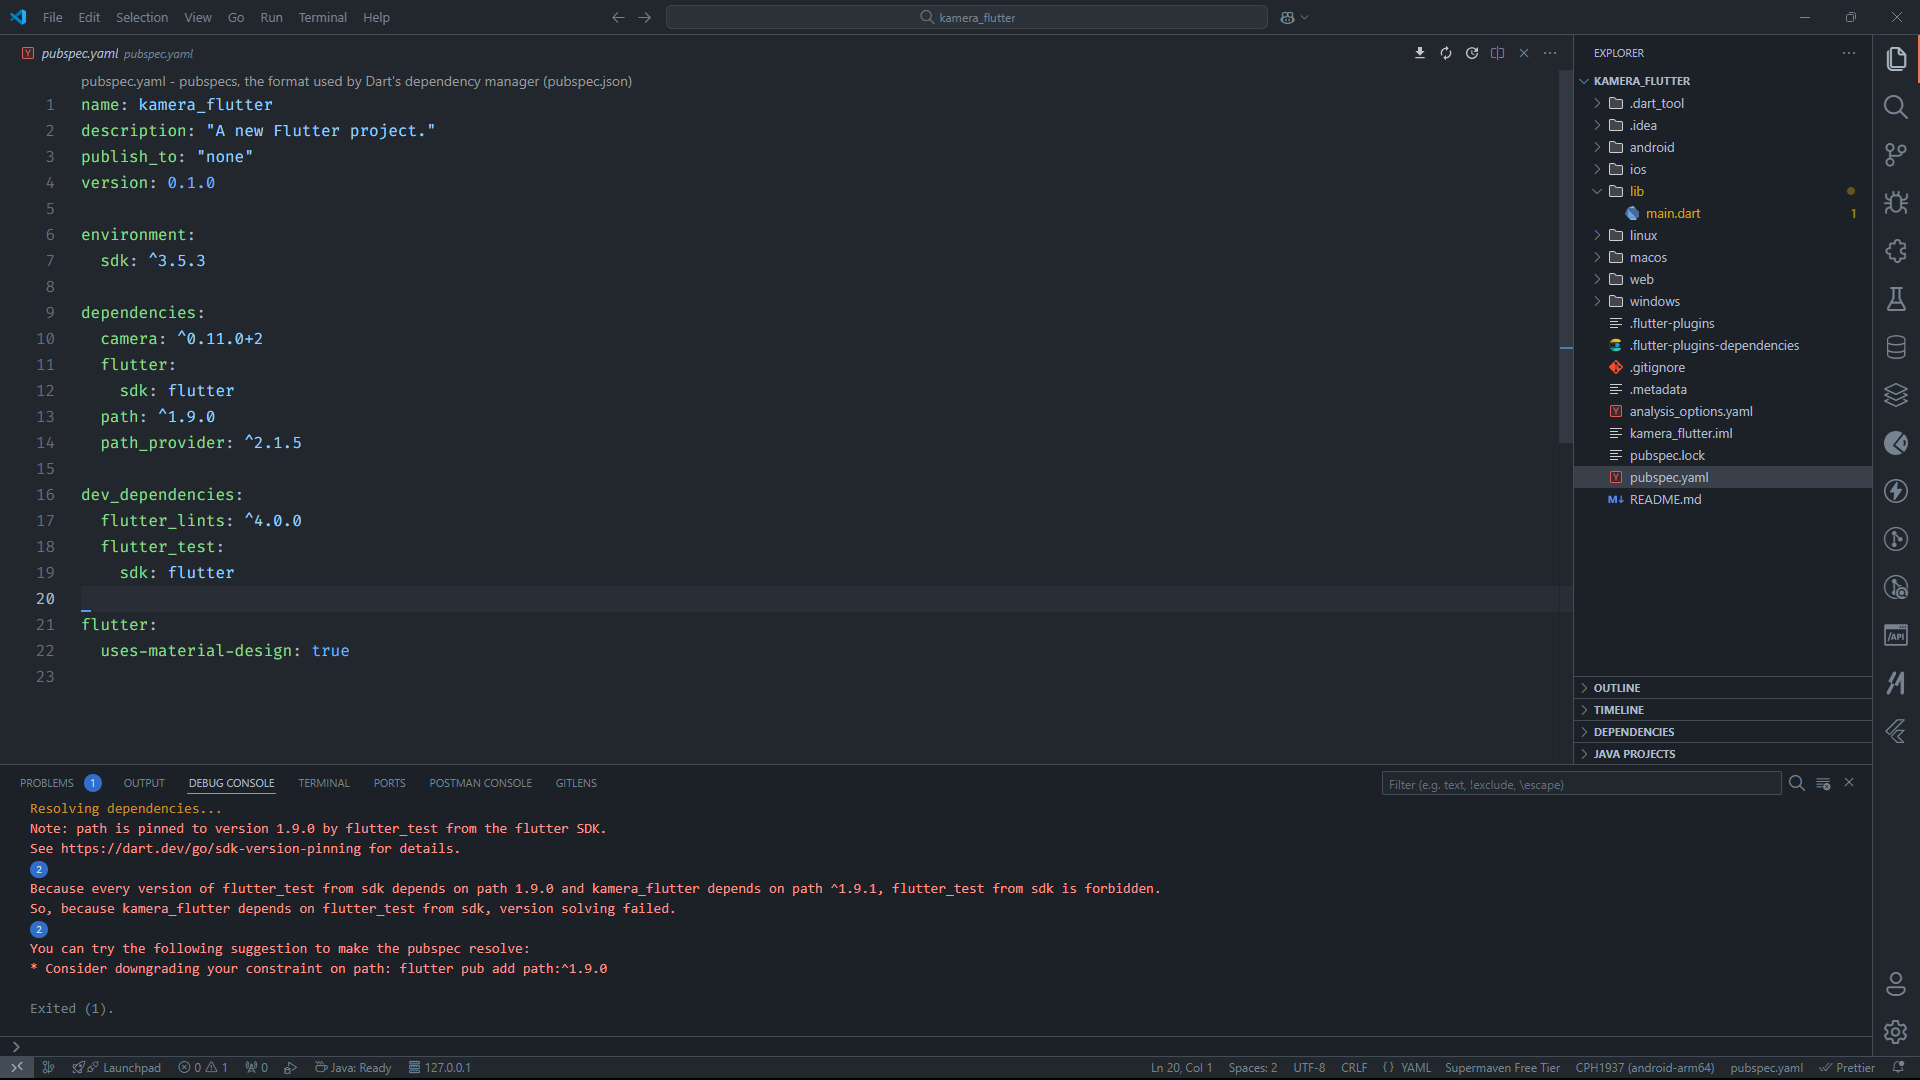 File Edit Selection View Go Run Terminal Help
kamera_flutter
pubspec.yaml pubspec.yaml
pubspec.yaml - pubspecs, the format used by Dart's dependency manager (pubspec.json)
1 name: kamera_flutter
2 description: "A new Flutter project."
3 publish_to: "none"
4 version: 0.1.0
5
6 environment:
7 sdk: ^3.5.3
8
9 dependencies:
10 camera: ^0.11.0+2
11 flutter:
12 sdk: flutter
13 path: ^1.9.0
14 path_provider: ^2.1.5
15
16 dev_dependencies:
17 flutter_lints: ^4.0.0
18 flutter_test:
19 sdk: flutter
20
21 flutter:
22 uses-material-design: true
23
EXPLORER
KAMERA_FLUTTER
.dart_tool
.idea
android
ios
lib
main.dart 1
linux
macos
web
windows
.flutter-plugins
.flutter-plugins-dependencies
.gitignore
.metadata
Y analysis_options.yaml
kamera_flutter.iml
pubspec.lock
Y pubspec.yaml
M↓ README.md
OUTLINE
TIMELINE
DEPENDENCIES
JAVA PROJECTS
/API
PROBLEMS 1 OUTPUT DEBUG CONSOLE TERMINAL PORTS POSTMAN CONSOLE GITLENS
Filter (e.g. text, !exclude, \escape)
Resolving dependencies...
Note: path is pinned to version 1.9.0 by flutter_test from the flutter SDK.
See https://dart.dev/go/sdk-version-pinning for details.
2
Because every version of flutter_test from sdk depends on path 1.9.0 and kamera_flutter depends on path ^1.9.1, flutter_test from sdk is forbidden.
So, because kamera_flutter depends on flutter_test from sdk, version solving failed.
2
You can try the following suggestion to make the pubspec resolve:
* Consider downgrading your constraint on path: flutter pub add path:^1.9.0
Exited (1).
Launchpad 0 1 0 Java: Ready 127.0.0.1
Ln 20, Col 1 Spaces: 2 UTF-8 CRLF {} YAML Supermaven Free Tier CPH1937 (android-arm64) pubspec.yaml Prettier